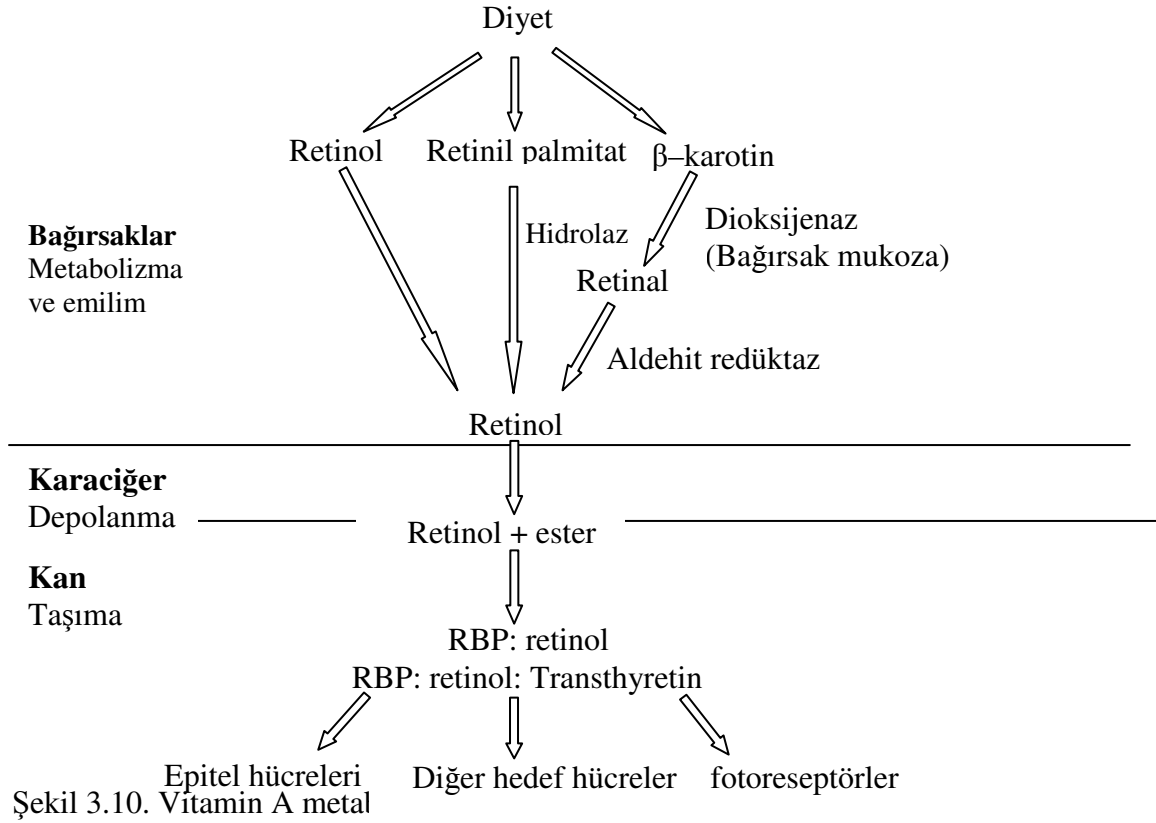 Diyet
Retinol Retinil palmitat β–karotin
Dioksijenaz
(Bağırsak mukoza)
Bağırsaklar
Metabolizma
ve emilim
Hidrolaz
Retinal
Aldehit redüktaz
Retinol
Karaciğer
Depolanma
Retinol + ester
Kan
Taşıma
RBP: retinol
RBP: retinol: Transthyretin
Epitel hücreleri Diğer hedef hücreler fotoreseptörler
Şekil 3.10. Vitamin A